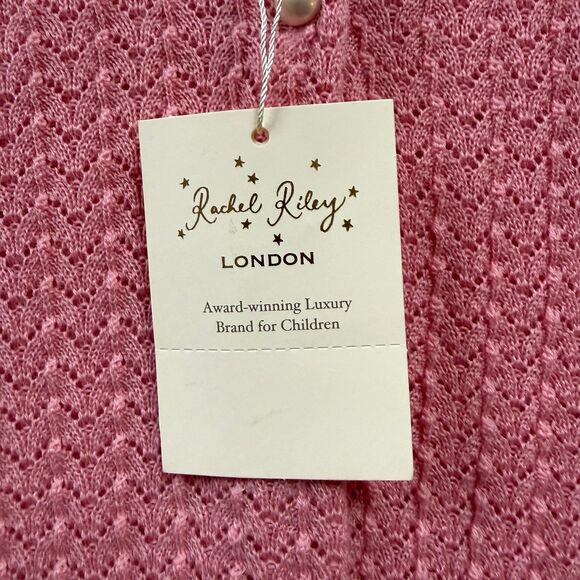 Rachel Riley
LONDON
Award-winning Luxury
Brand for Children